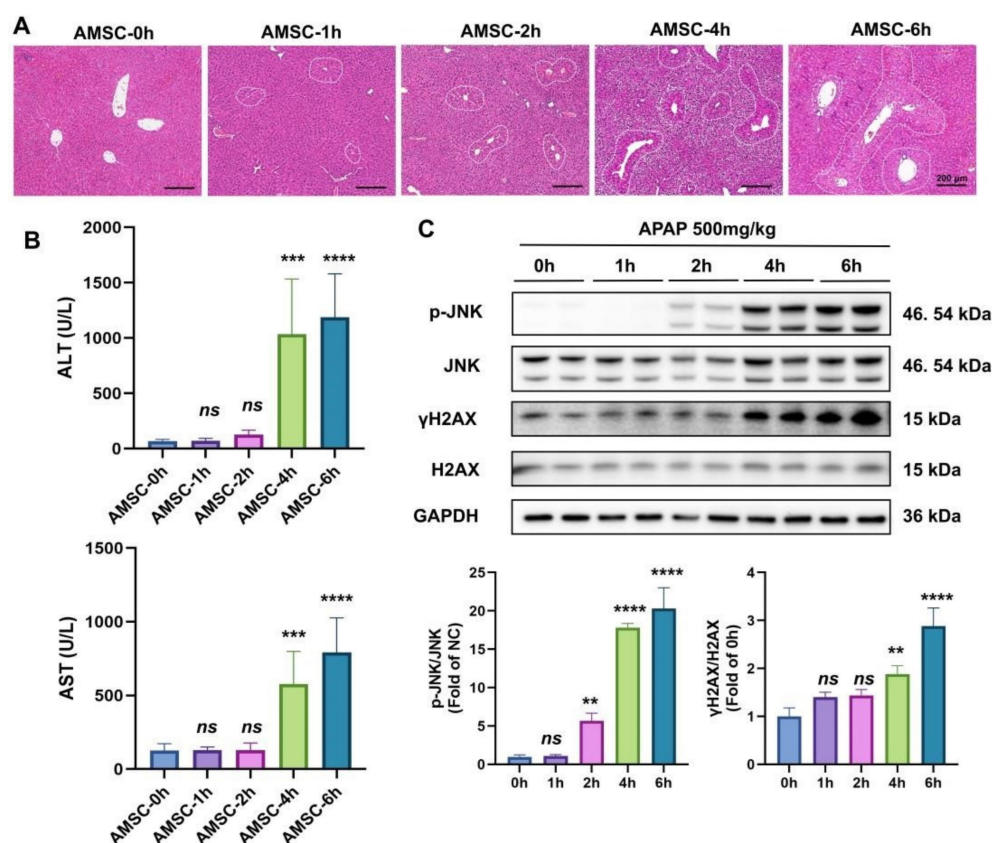 A
AMSC-0h AMSC-1h AMSC-2h AMSC-4h AMSC-6h
200 μm
B
ALT (U/L)
2000
1500
1000
500
0
ns ns *** ****
AMSC-0h AMSC-1h AMSC-2h AMSC-4h AMSC-6h
AST (U/L)
1500
1000
500
0
ns ns *** ****
AMSC-0h AMSC-1h AMSC-2h AMSC-4h AMSC-6h
C
APAP 500mg/kg
0h 1h 2h 4h 6h
p-JNK 46. 54 kDa
JNK 46. 54 kDa
γH2AX 15 kDa
H2AX 15 kDa
GAPDH 36 kDa
p-JNK/JNK
(Fold of NC)
25
20
15
10
5
0
ns ** **** ****
0h 1h 2h 4h 6h
γH2AX/H2AX
(Fold of 0h)
4
3
2
1
0
ns ns ** ****
0h 1h 2h 4h 6h